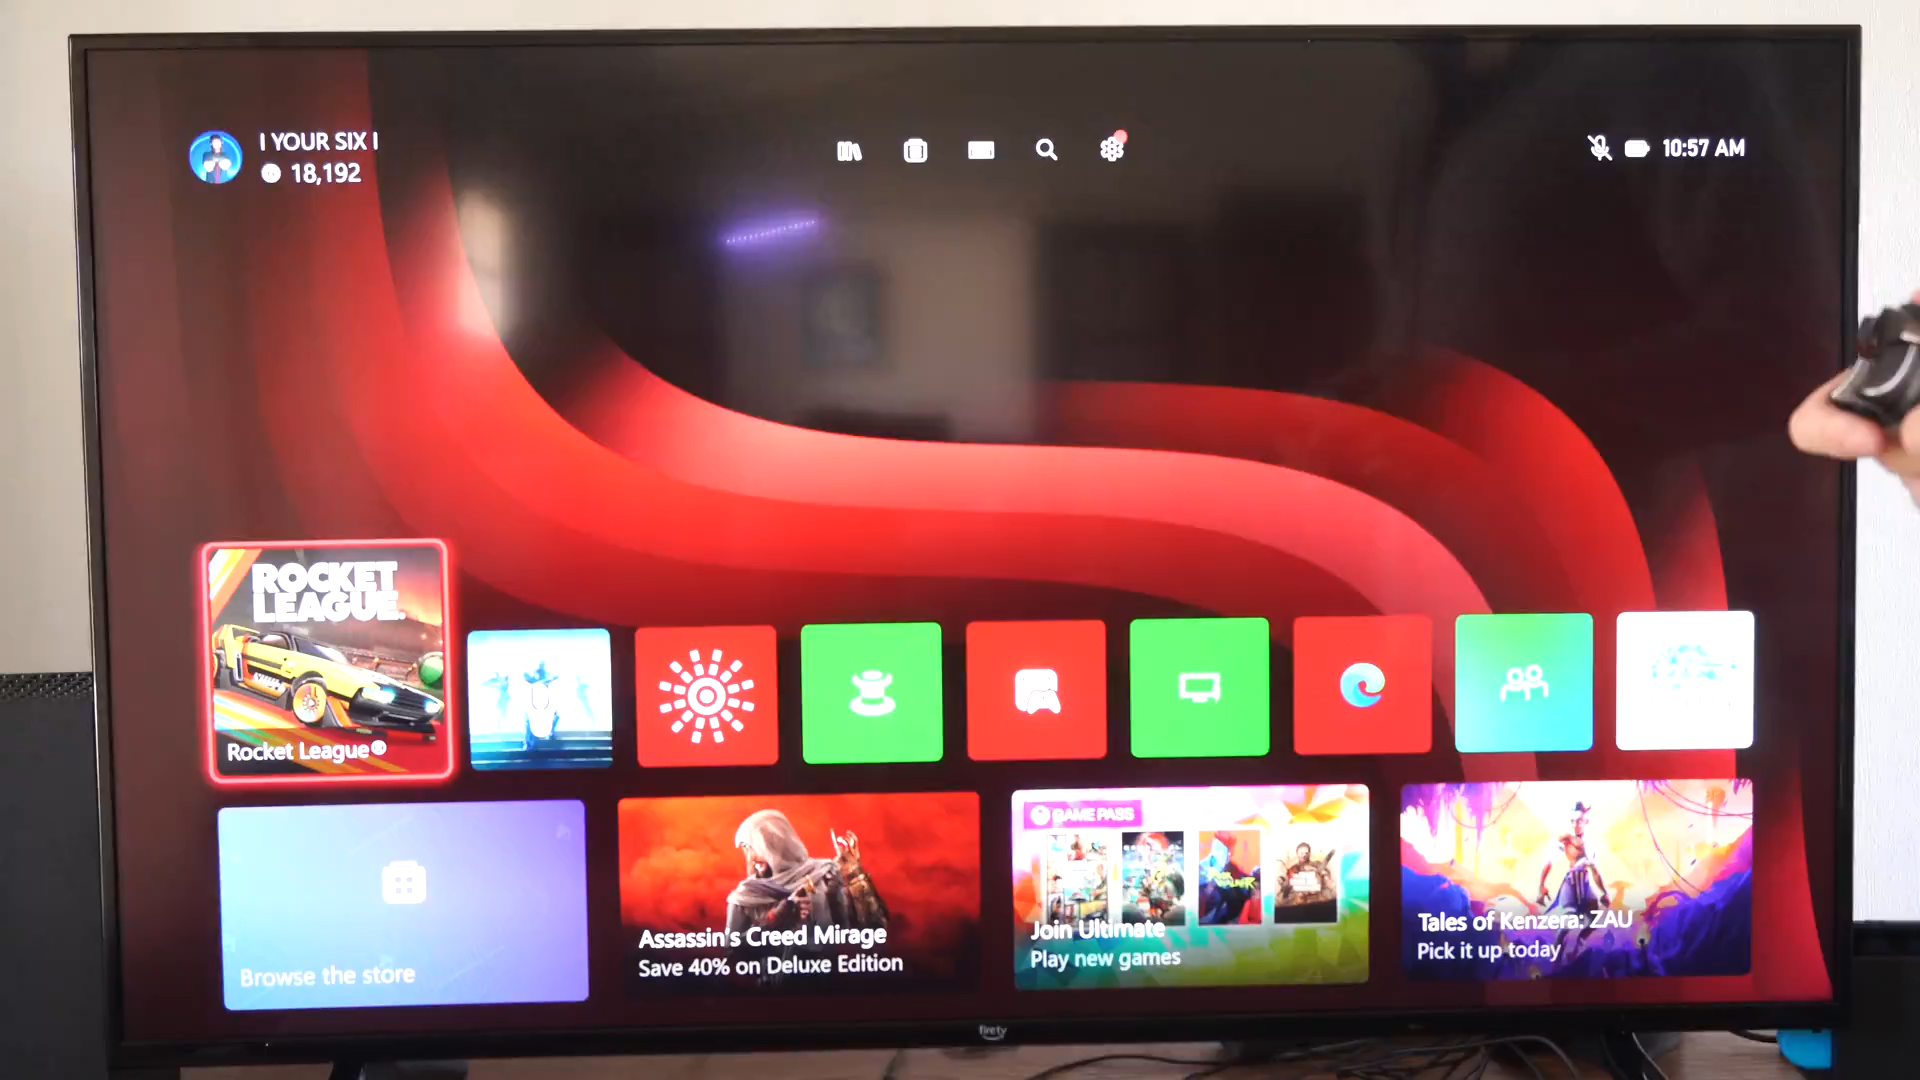 I YOUR SIX I
18,192
10:57 AM
ROCKET
LEAGUE.
Rocket League®
Browse the store
Assassin's Creed Mirage
Save 40% on Deluxe Edition
GAME PASS
Join Ultimate
Play new games
Tales of Kenzera: ZAU
Pick it up today
firetv